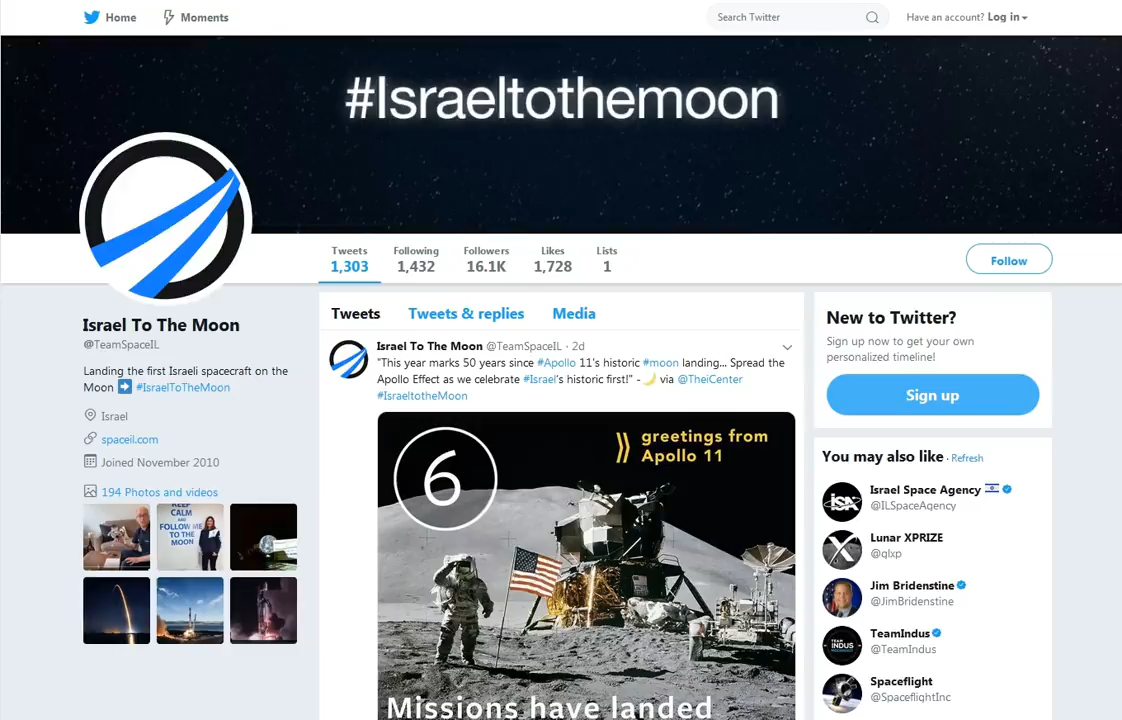 Home
Moments
Search Twitter
Have an account? Log in
#Israeltothemoon
Tweets
1,303
Following
1,432
Followers
16.1K
Likes
1,728
Lists
1
Follow
Israel To The Moon
@TeamSpaceIL
Landing the first Israeli spacecraft on the
Moon ➡ #IsraelToTheMoon
Israel
spaceil.com
Joined November 2010
194 Photos and videos
KEEP
CALM
AND
FOLLOW ME
TO THE
MOON
Tweets
Tweets & replies
Media
Israel To The Moon @TeamSpaceIL · 2d
"This year marks 50 years since #Apollo 11's historic #moon landing... Spread the
Apollo Effect as we celebrate #Israel's historic first!" - 🌙 via @TheiCenter
#IsraeltotheMoon
6
greetings from
Apollo 11
Missions have landed
New to Twitter?
Sign up now to get your own
personalized timeline!
Sign up
You may also like · Refresh
Israel Space Agency 🇮🇱
@ILSpaceAgency
ISA
Lunar XPRIZE
@glxp
Jim Bridenstine
@JimBridenstine
TeamIndus
@TeamIndus
TEAM
INDUS
Spaceflight
@SpaceflightInc